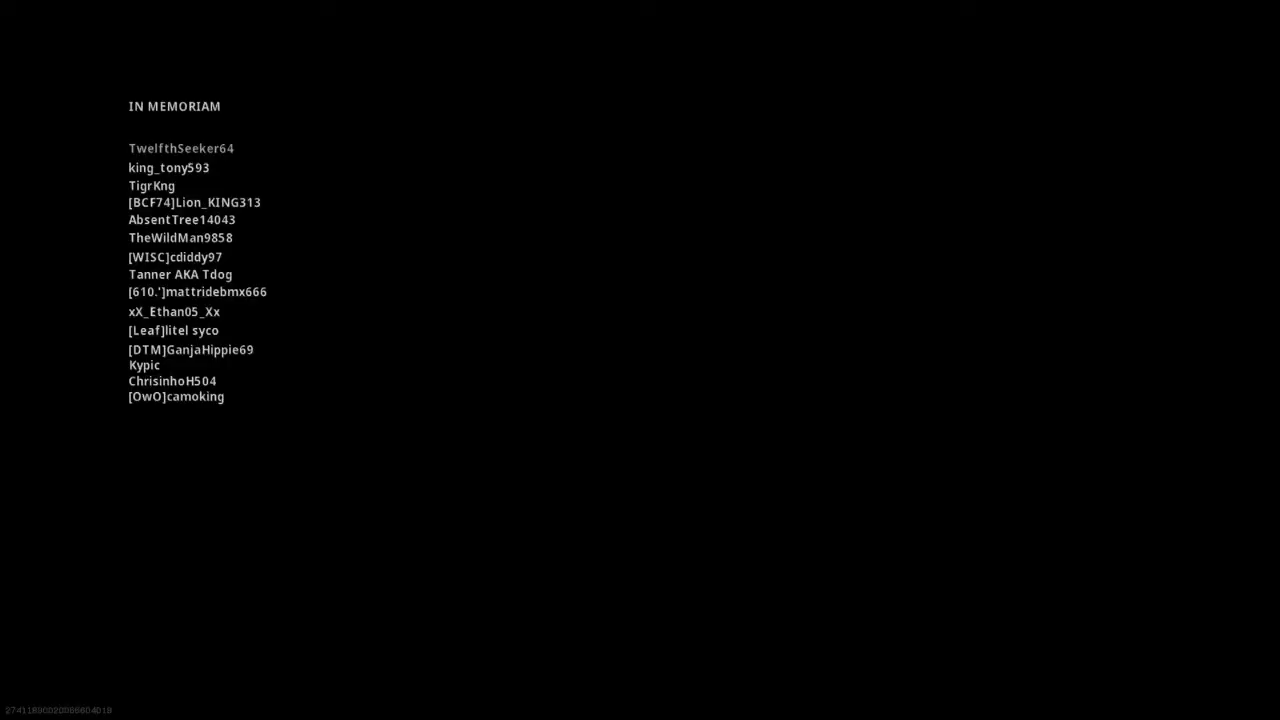 IN MEMORIAM
TwelfthSeeker64
king_tony593
TigrKng
[BCF74]Lion_KING313
AbsentTree14043
TheWildMan9858
[WISC]cdiddy97
Tanner AKA Tdog
[610.']mattridebmx666
xX_Ethan05_Xx
[Leaf]litel syco
[DTM]GanjaHippie69
Kypic
ChrisinhoH504
[OwO]camoking